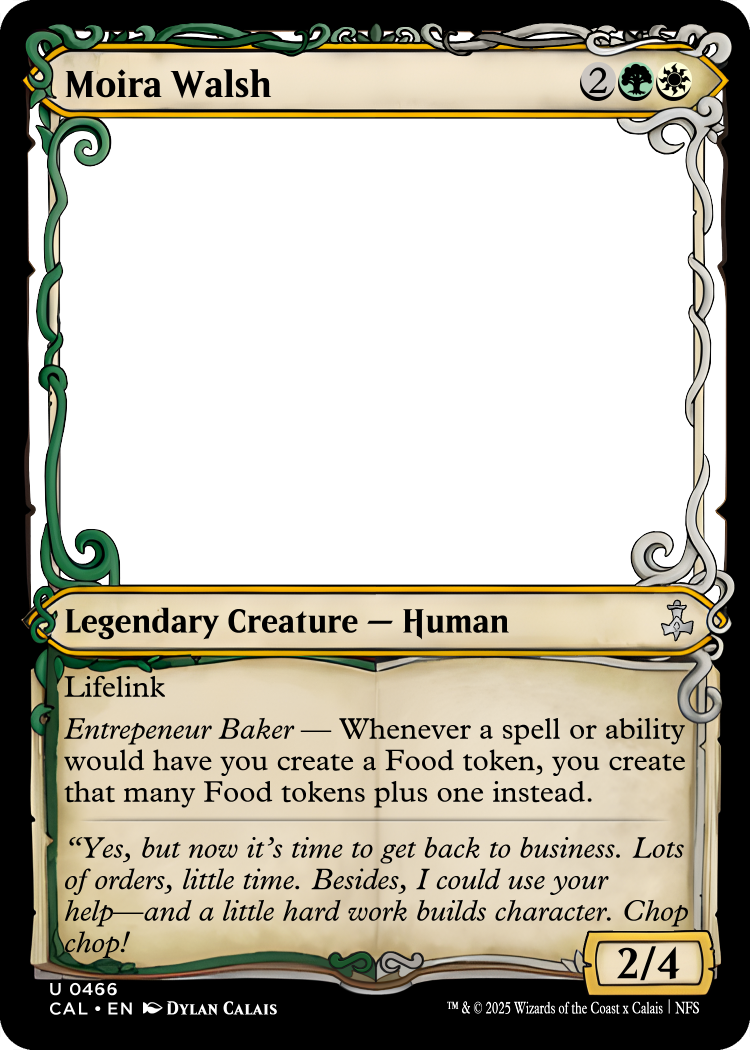 Moira Walsh 2
Legendary Creature — Human
Lifelink
Entrepeneur Baker — Whenever a spell or ability
would have you create a Food token, you create
that many Food tokens plus one instead.
“Yes, but now it’s time to get back to business. Lots
of orders, little time. Besides, I could use your
help—and a little hard work builds character. Chop
chop!
2/4
U 0466
CAL • EN DYLAN CALAIS
™ & © 2025 Wizards of the Coast x Calais | NFS